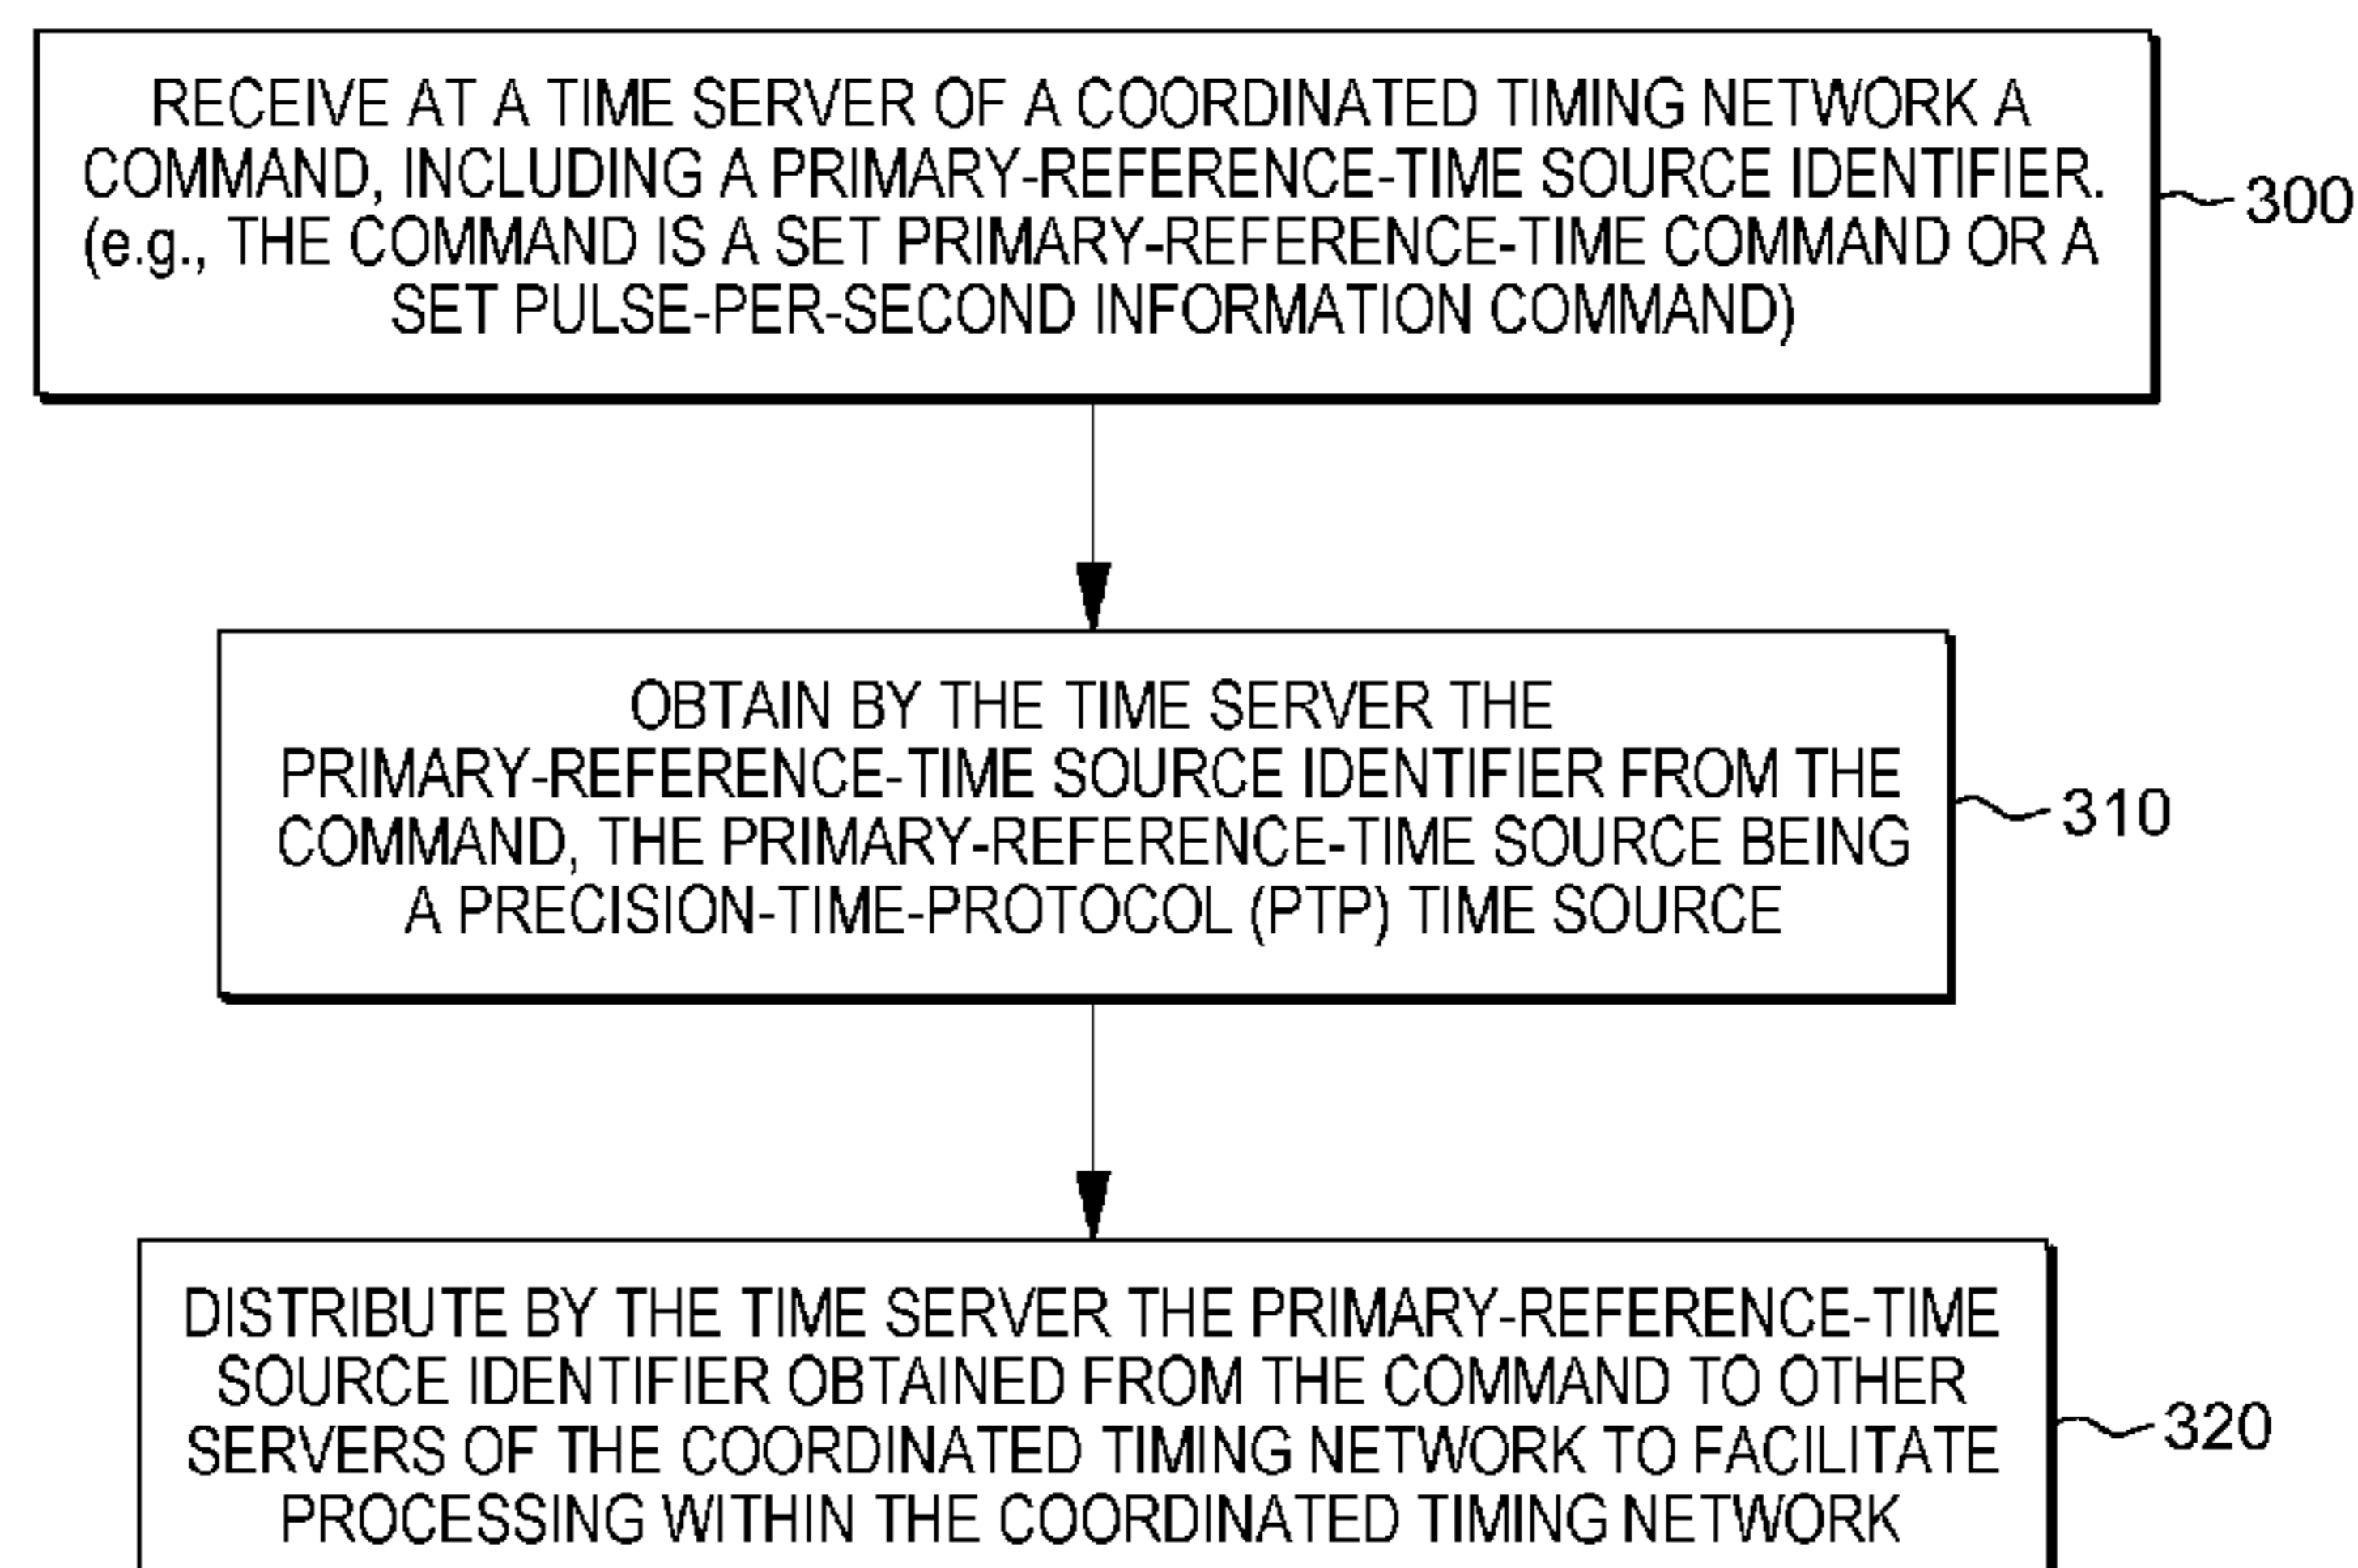 RECEIVE AT A TIME SERVER OF A COORDINATED TIMING NETWORK A
COMMAND, INCLUDING A PRIMARY-REFERENCE-TIME SOURCE IDENTIFIER.
(e.g., THE COMMAND IS A SET PRIMARY-REFERENCE-TIME COMMAND OR A
SET PULSE-PER-SECOND INFORMATION COMMAND)
300
OBTAIN BY THE TIME SERVER THE
PRIMARY-REFERENCE-TIME SOURCE IDENTIFIER FROM THE
COMMAND, THE PRIMARY-REFERENCE-TIME SOURCE BEING
A PRECISION-TIME-PROTOCOL (PTP) TIME SOURCE
310
DISTRIBUTE BY THE TIME SERVER THE PRIMARY-REFERENCE-TIME
SOURCE IDENTIFIER OBTAINED FROM THE COMMAND TO OTHER
SERVERS OF THE COORDINATED TIMING NETWORK TO FACILITATE
PROCESSING WITHIN THE COORDINATED TIMING NETWORK
320